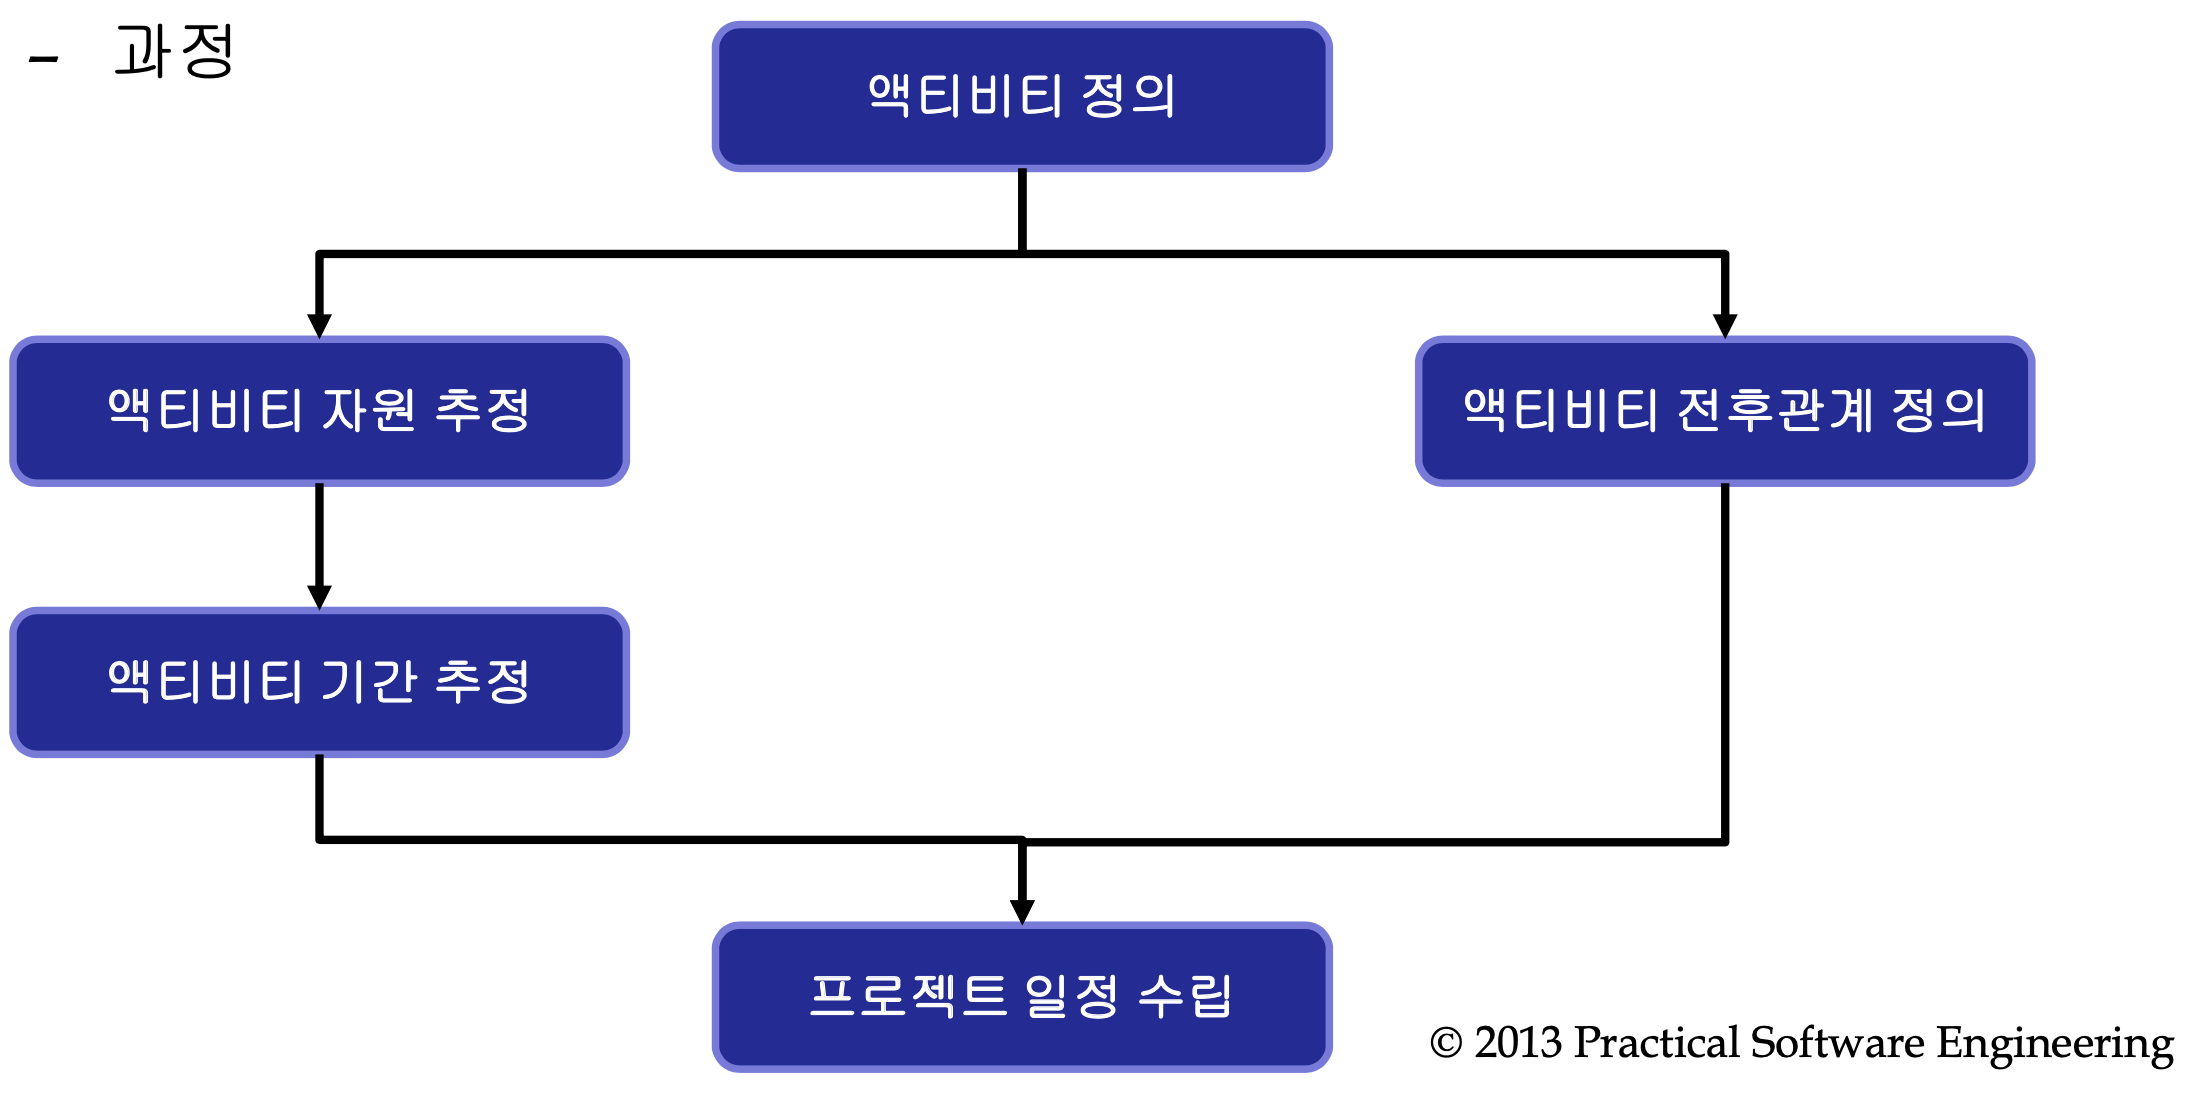 – 과정
액티비티 정의
액티비티 자원 추정
액티비티 전후관계 정의
액티비티 기간 추정
프로젝트 일정 수립
© 2013 Practical Software Engineering